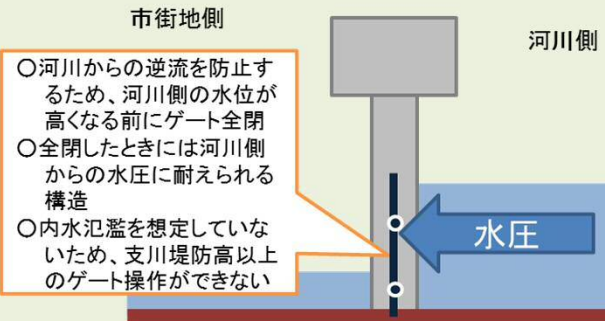 市街地側
河川側
○河川からの逆流を防止す
るため、河川側の水位が
高くなる前にゲート全閉
○全閉したときには河川側
からの水圧に耐えられる
構造
○内水氾濫を想定していな
いため、支川堤防高以上
のゲート操作ができない
水圧